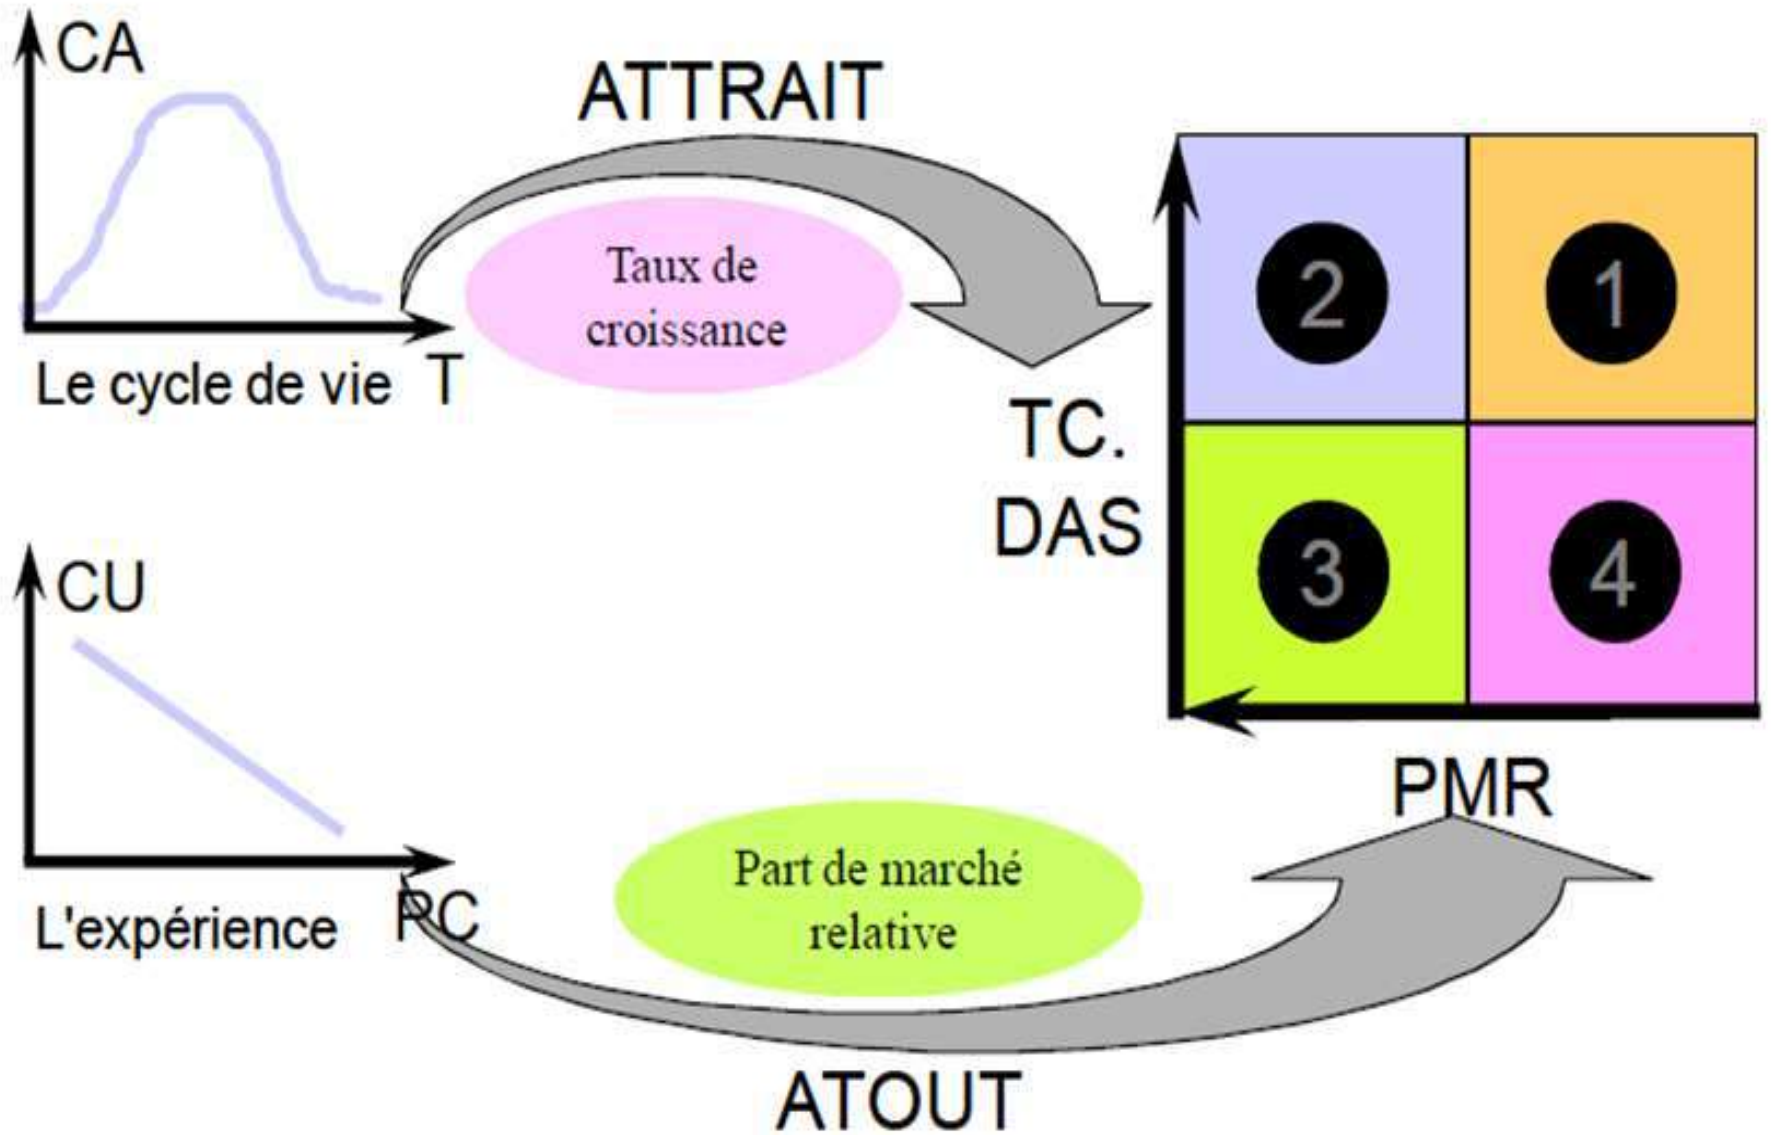 CA
ATTRAIT
Taux de
croissance
Le cycle de vie T
TC.
DAS
2
1
3
4
CU
PMR
Part de marché
relative
L'expérience PC
ATOUT